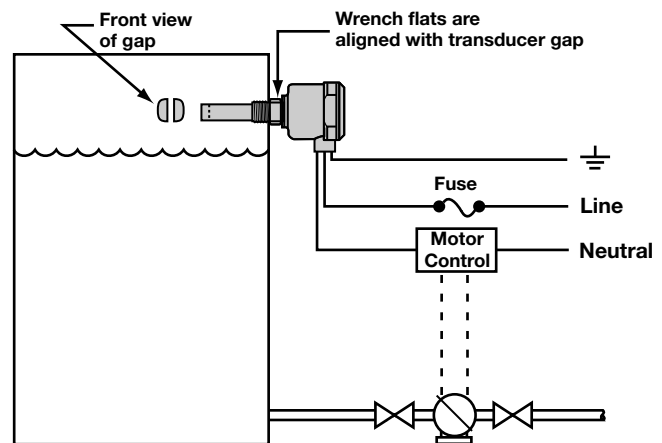 Front view
of gap
Wrench flats are
aligned with transducer gap
Fuse
Line
Motor
Control
Neutral